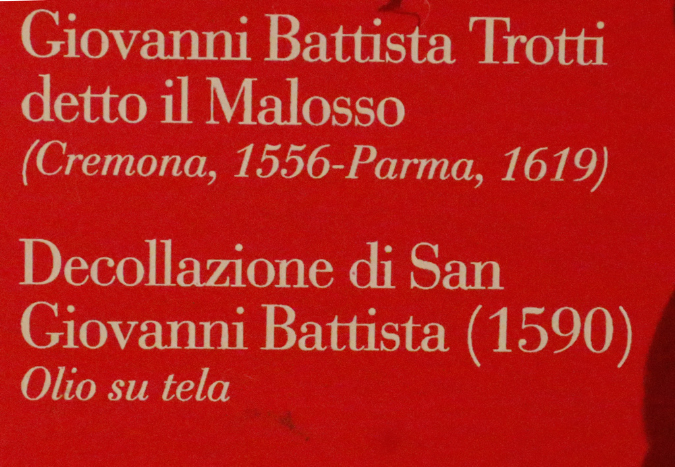 Giovanni Battista Trotti
detto il Malosso
(Cremona, 1556-Parma, 1619)
Decollazione di San
Giovanni Battista (1590)
Olio su tela